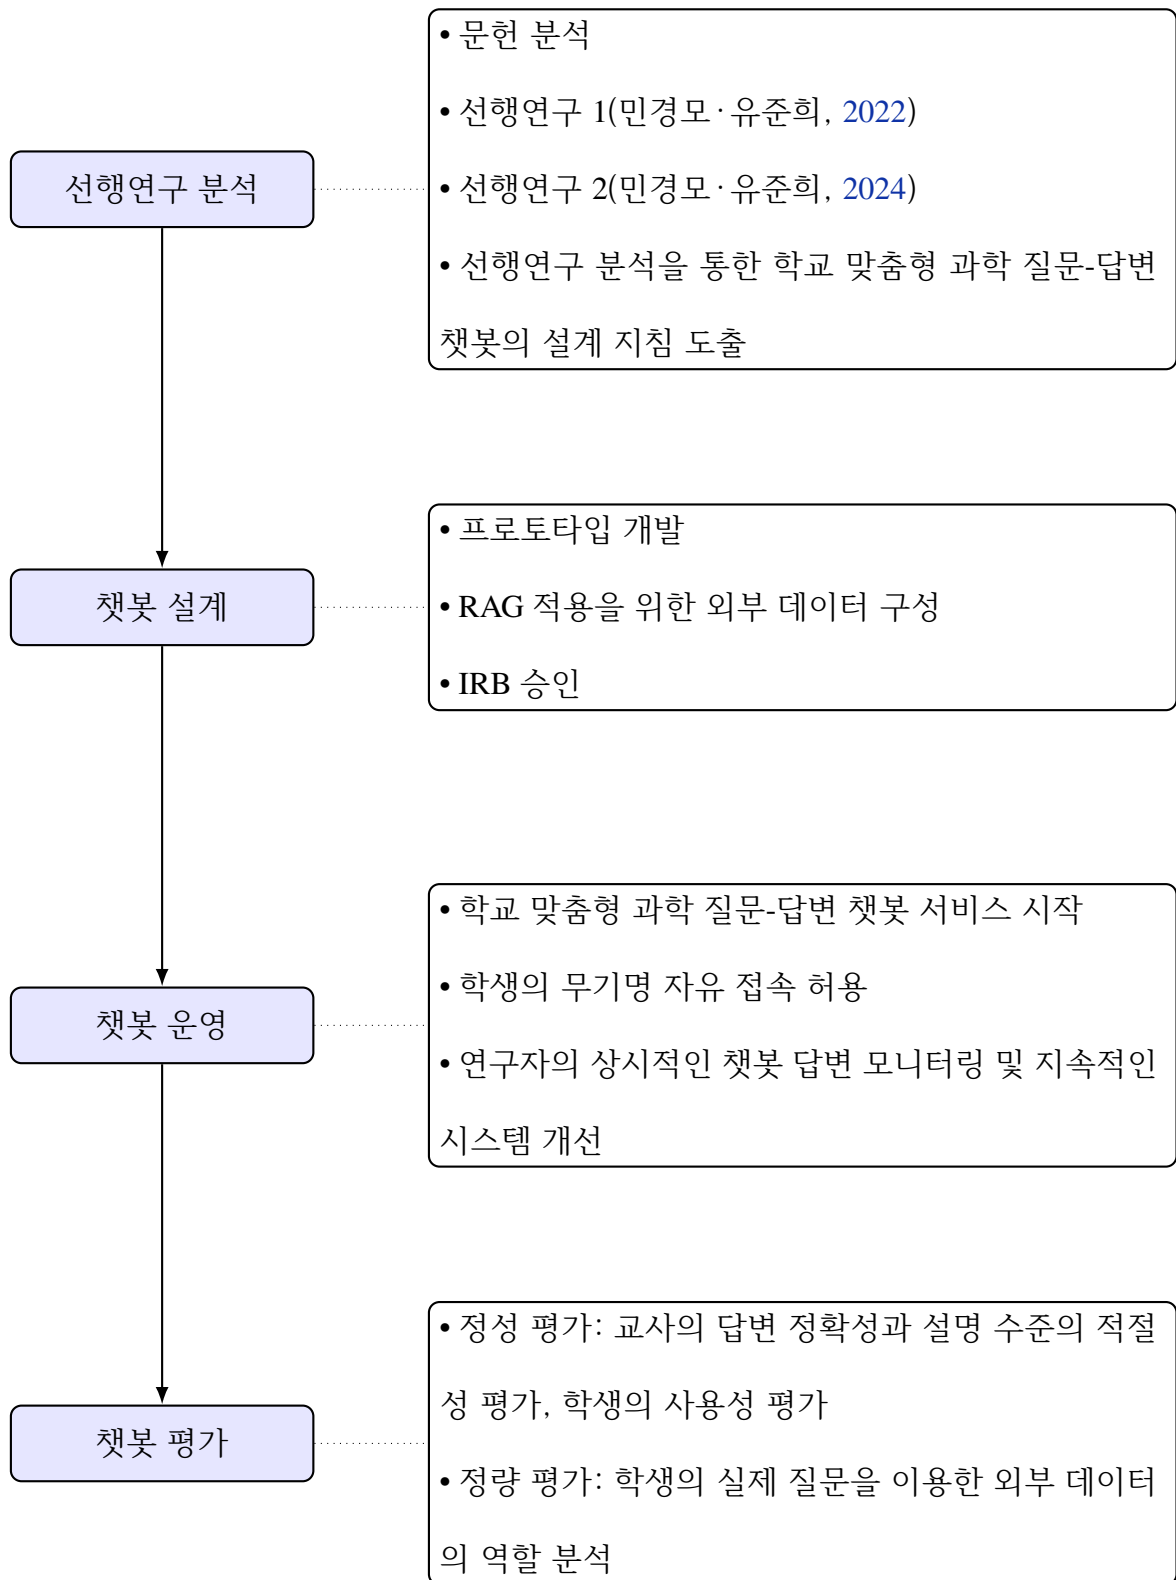 선행연구 분석
• 문헌 분석
• 선행연구 1(민경모·유준희, 2022)
• 선행연구 2(민경모·유준희, 2024)
• 선행연구 분석을 통한 학교 맞춤형 과학 질문-답변
챗봇의 설계 지침 도출
챗봇 설계
• 프로토타입 개발
• RAG 적용을 위한 외부 데이터 구성
• IRB 승인
챗봇 운영
• 학교 맞춤형 과학 질문-답변 챗봇 서비스 시작
• 학생의 무기명 자유 접속 허용
• 연구자의 상시적인 챗봇 답변 모니터링 및 지속적인
시스템 개선
챗봇 평가
• 정성 평가: 교사의 답변 정확성과 설명 수준의 적절
성 평가, 학생의 사용성 평가
• 정량 평가: 학생의 실제 질문을 이용한 외부 데이터
의 역할 분석